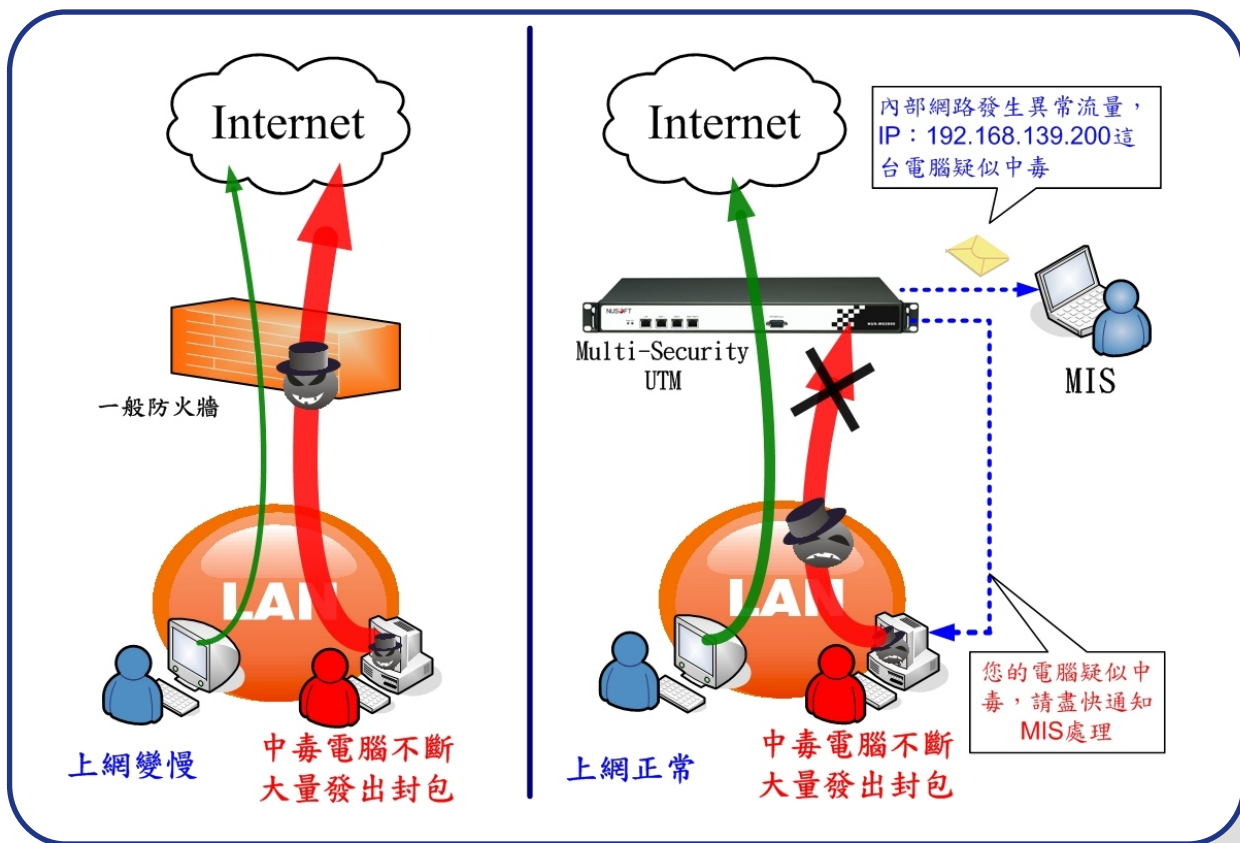 Internet
一般防火牆
LAN
上網變慢
中毒電腦不斷
大量發出封包
Internet
內部網路發生異常流量，
IP：192.168.139.200這
台電腦疑似中毒
NUSOFT
Multi-Security
UTM
MIS
LAN
您的電腦疑似中
毒，請盡快通知
MIS處理
上網正常
中毒電腦不斷
大量發出封包